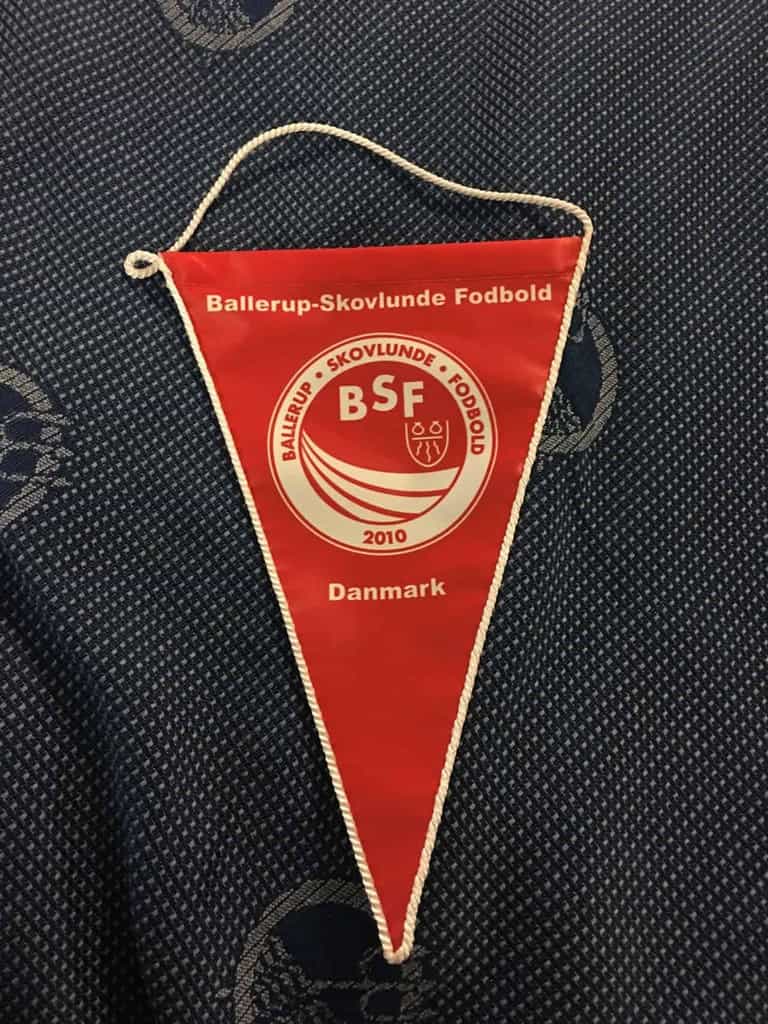 Ballerup-Skovlunde Fodbold
BALLERUP • SKOVLUNDE • FODBOLD
BSF
2010
Danmark